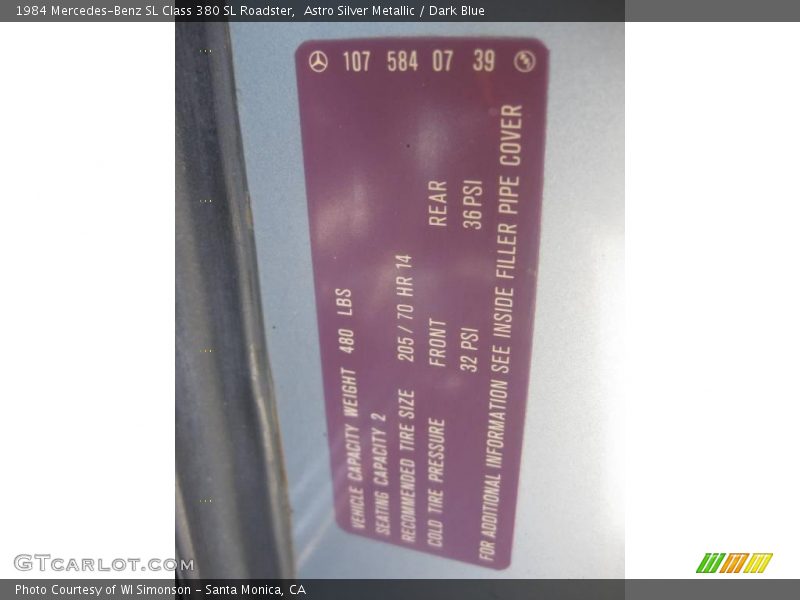 1984 Mercedes-Benz SL Class 380 SL Roadster,  Astro Silver Metallic / Dark Blue
107 584 07 39
VEHICLE CAPACITY WEIGHT 480 LBS
SEATING CAPACITY 2
RECOMMENDED TIRE SIZE 205 / 70 HR 14
COLD TIRE PRESSURE FRONT REAR
32 PSI 36 PSI
FOR ADDITIONAL INFORMATION SEE INSIDE FILLER PIPE COVER
GTcarlot.com
Photo Courtesy of WI Simonson - Santa Monica, CA